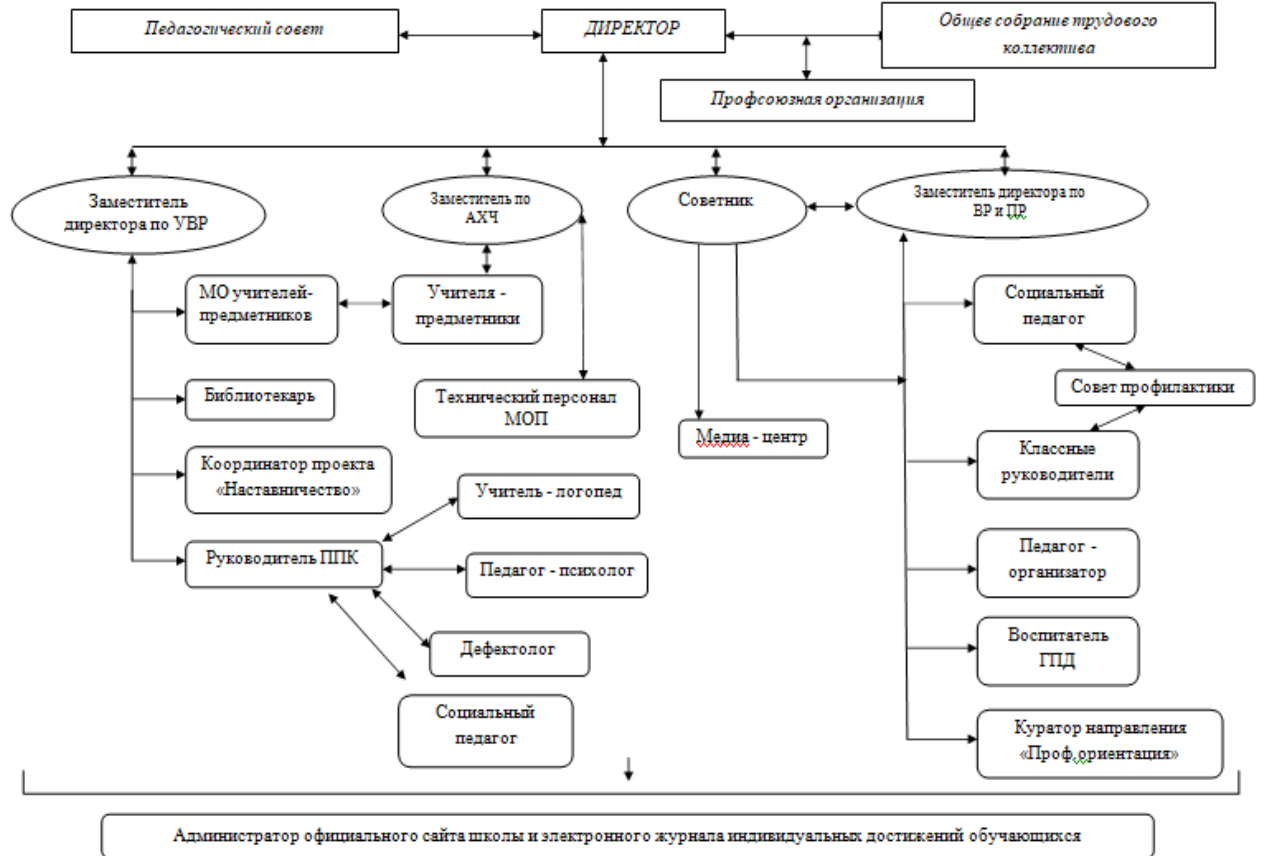 Педагогический совет
ДИРЕКТОР
Общее собрание трудового
коллектива
Профсоюзная организация
Заместитель
директора по УВР
Заместитель по
АХЧ
Советник
Заместитель директора по
ВР и ПР
МО учителей-
предметников
Учителя -
предметники
Социальный
педагог
Библиотекарь
Технический персонал
МОП
Совет профилактики
Медиа - центр
Классные
руководители
Координатор проекта
«Наставничество»
Учитель - логопед
Руководитель ППК
Педагог - психолог
Педагог -
организатор
Дефектолог
Воспитатель
ГПД
Социальный
педагог
Куратор направления
«Проф.ориентация»
Администратор официального сайта школы и электронного журнала индивидуальных достижений обучающихся